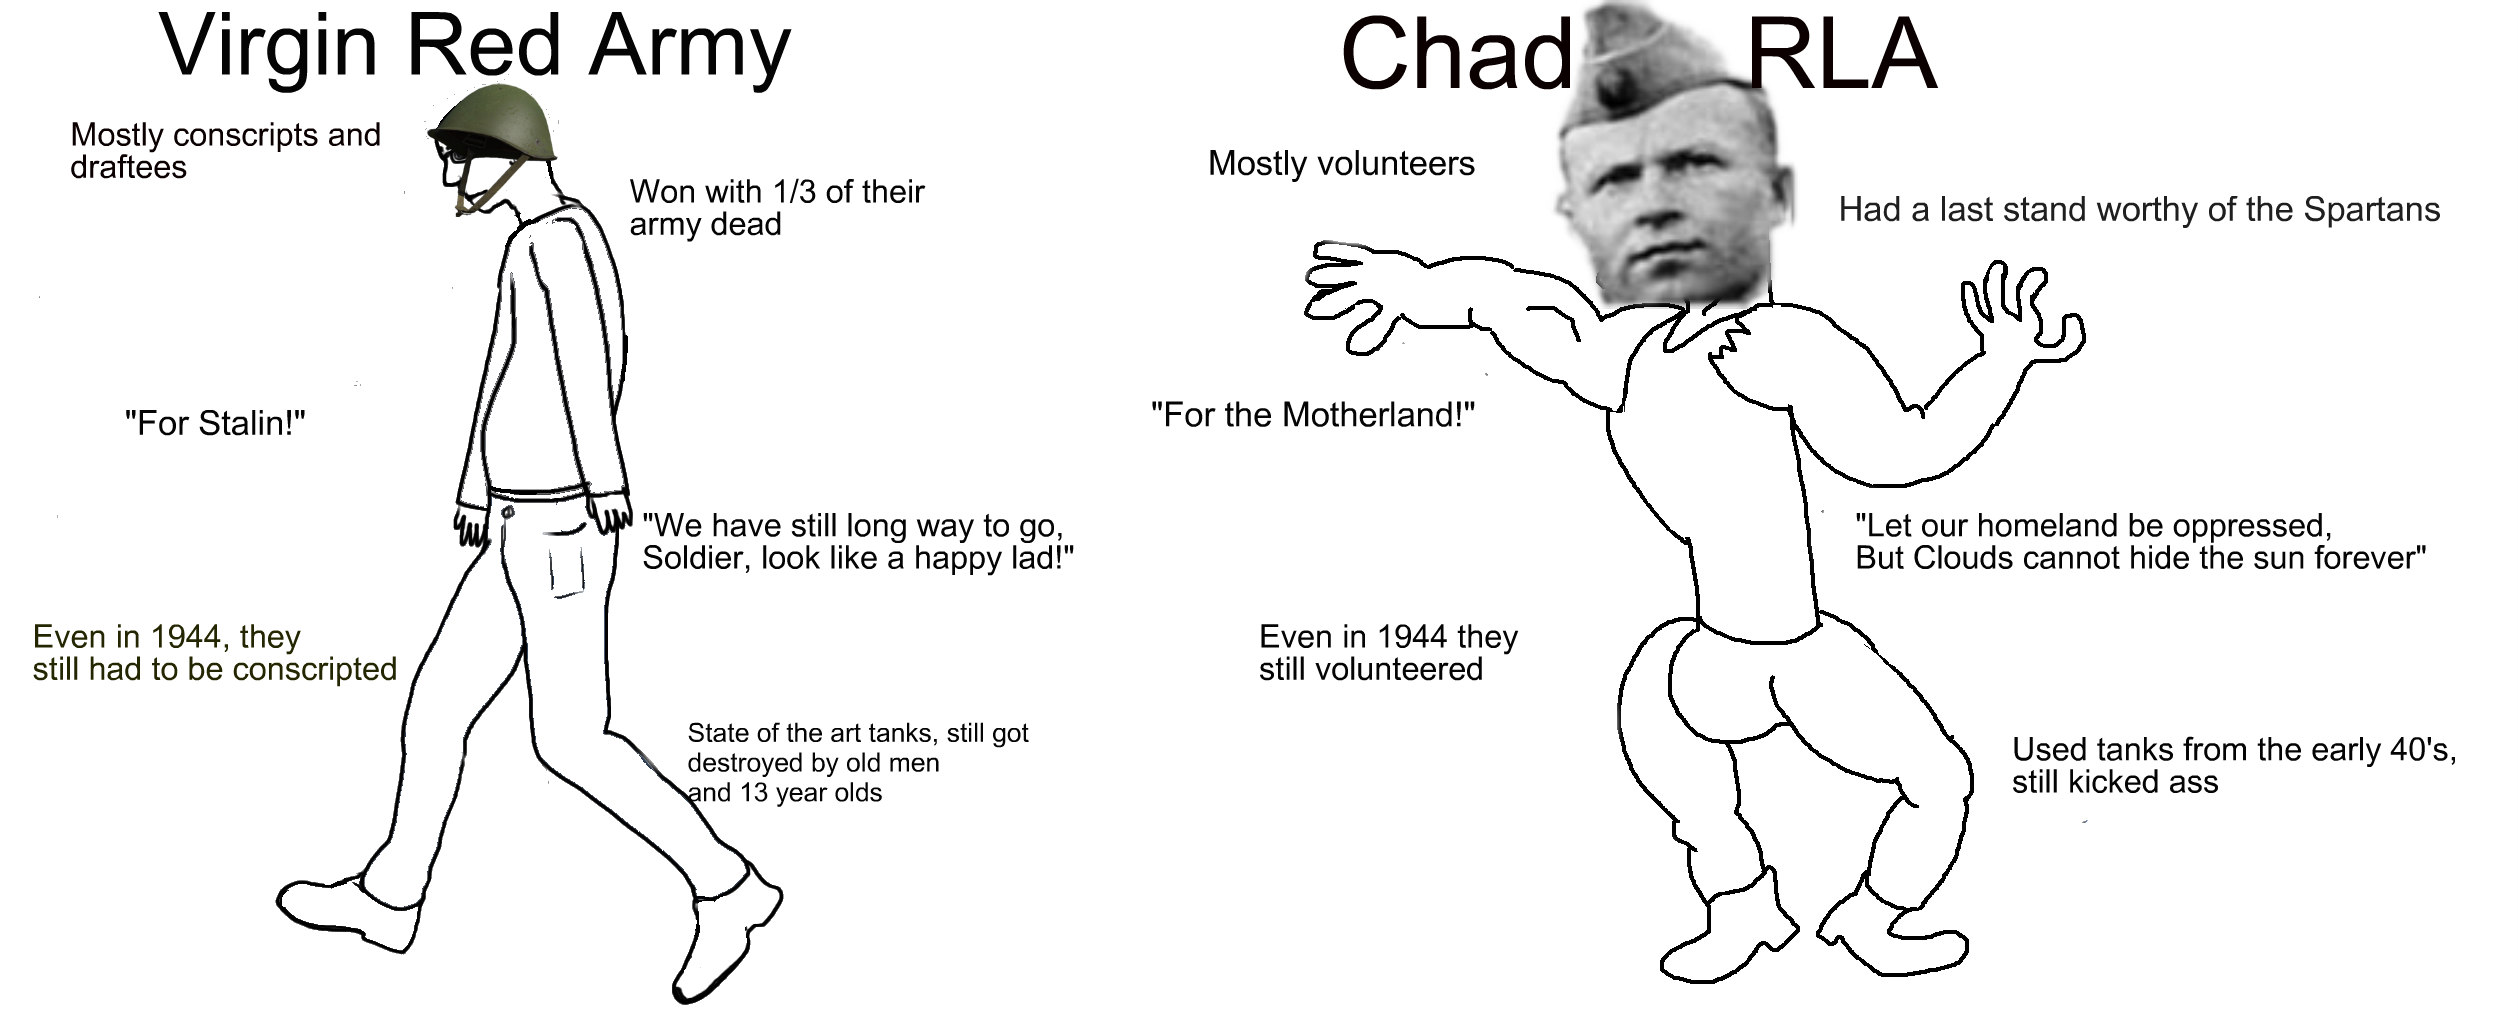 Virgin Red Army
Mostly conscripts and
draftees
Won with 1/3 of their
army dead
"For Stalin!"
"We have still long way to go,
Soldier, look like a happy lad!"
Even in 1944, they
still had to be conscripted
State of the art tanks, still got
destroyed by old men
and 13 year olds
Chad RLA
Mostly volunteers
Had a last stand worthy of the Spartans
"For the Motherland!"
"Let our homeland be oppressed,
But Clouds cannot hide the sun forever"
Even in 1944 they
still volunteered
Used tanks from the early 40's,
still kicked ass